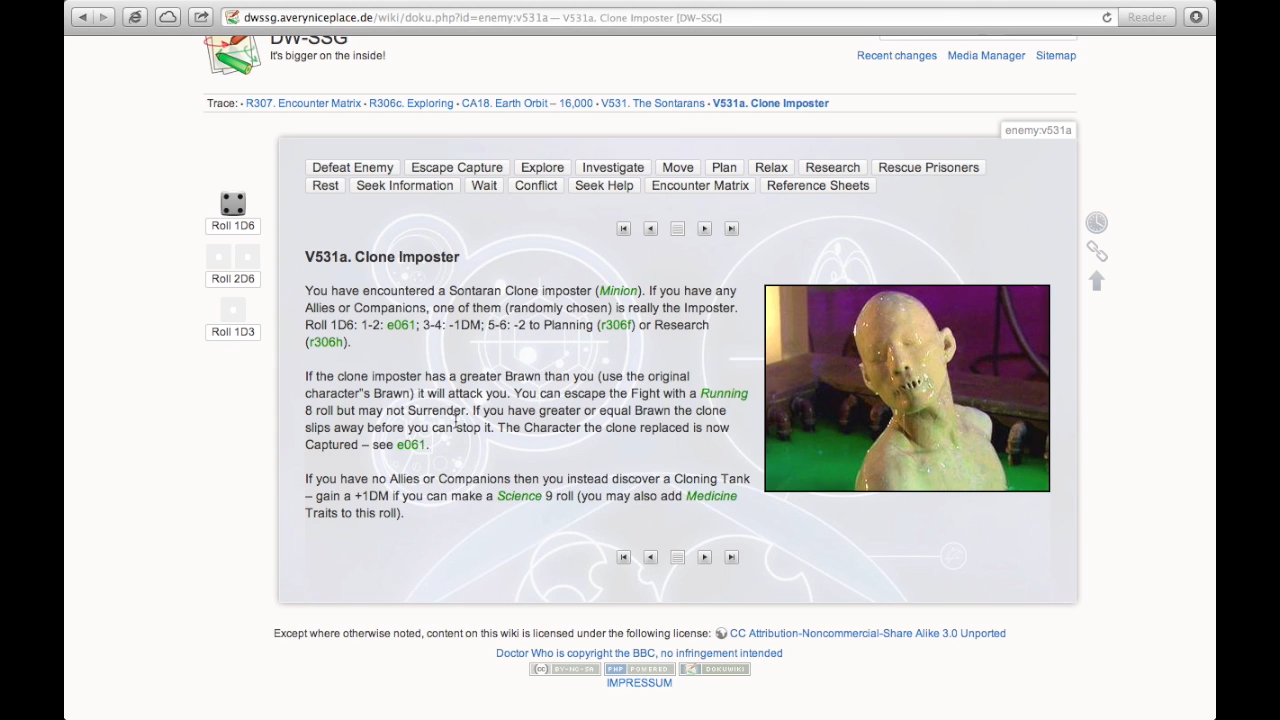 dwssg.averyniceplace.de/wiki/doku.php?id=enemy:v531a — V531a. Clone Imposter [DW-SSG]
Reader
DW-SSG
It's bigger on the inside!
Recent changes Media Manager Sitemap
Trace: • R307. Encounter Matrix • R306c. Exploring • CA18. Earth Orbit – 16,000 • V531. The Sontarans • V531a. Clone Imposter
enemy:v531a
Defeat Enemy Escape Capture Explore Investigate Move Plan Relax Research Rescue Prisoners
Rest Seek Information Wait Conflict Seek Help Encounter Matrix Reference Sheets
Roll 1D6
Roll 2D6
Roll 1D3
V531a. Clone Imposter
You have encountered a Sontaran Clone imposter (Minion). If you have any
Allies or Companions, one of them (randomly chosen) is really the Imposter.
Roll 1D6: 1-2: e061; 3-4: -1DM; 5-6: -2 to Planning (r306f) or Research
(r306h).
If the clone imposter has a greater Brawn than you (use the original
character"s Brawn) it will attack you. You can escape the Fight with a Running
8 roll but may not Surrender. If you have greater or equal Brawn the clone
slips away before you can stop it. The Character the clone replaced is now
Captured – see e061.
If you have no Allies or Companions then you instead discover a Cloning Tank
– gain a +1DM if you can make a Science 9 roll (you may also add Medicine
Traits to this roll).
Except where otherwise noted, content on this wiki is licensed under the following license: CC Attribution-Noncommercial-Share Alike 3.0 Unported
Doctor Who is copyright the BBC, no infringement intended
CC BY-NC-SA PHP POWERED DOKUWIKI
IMPRESSUM